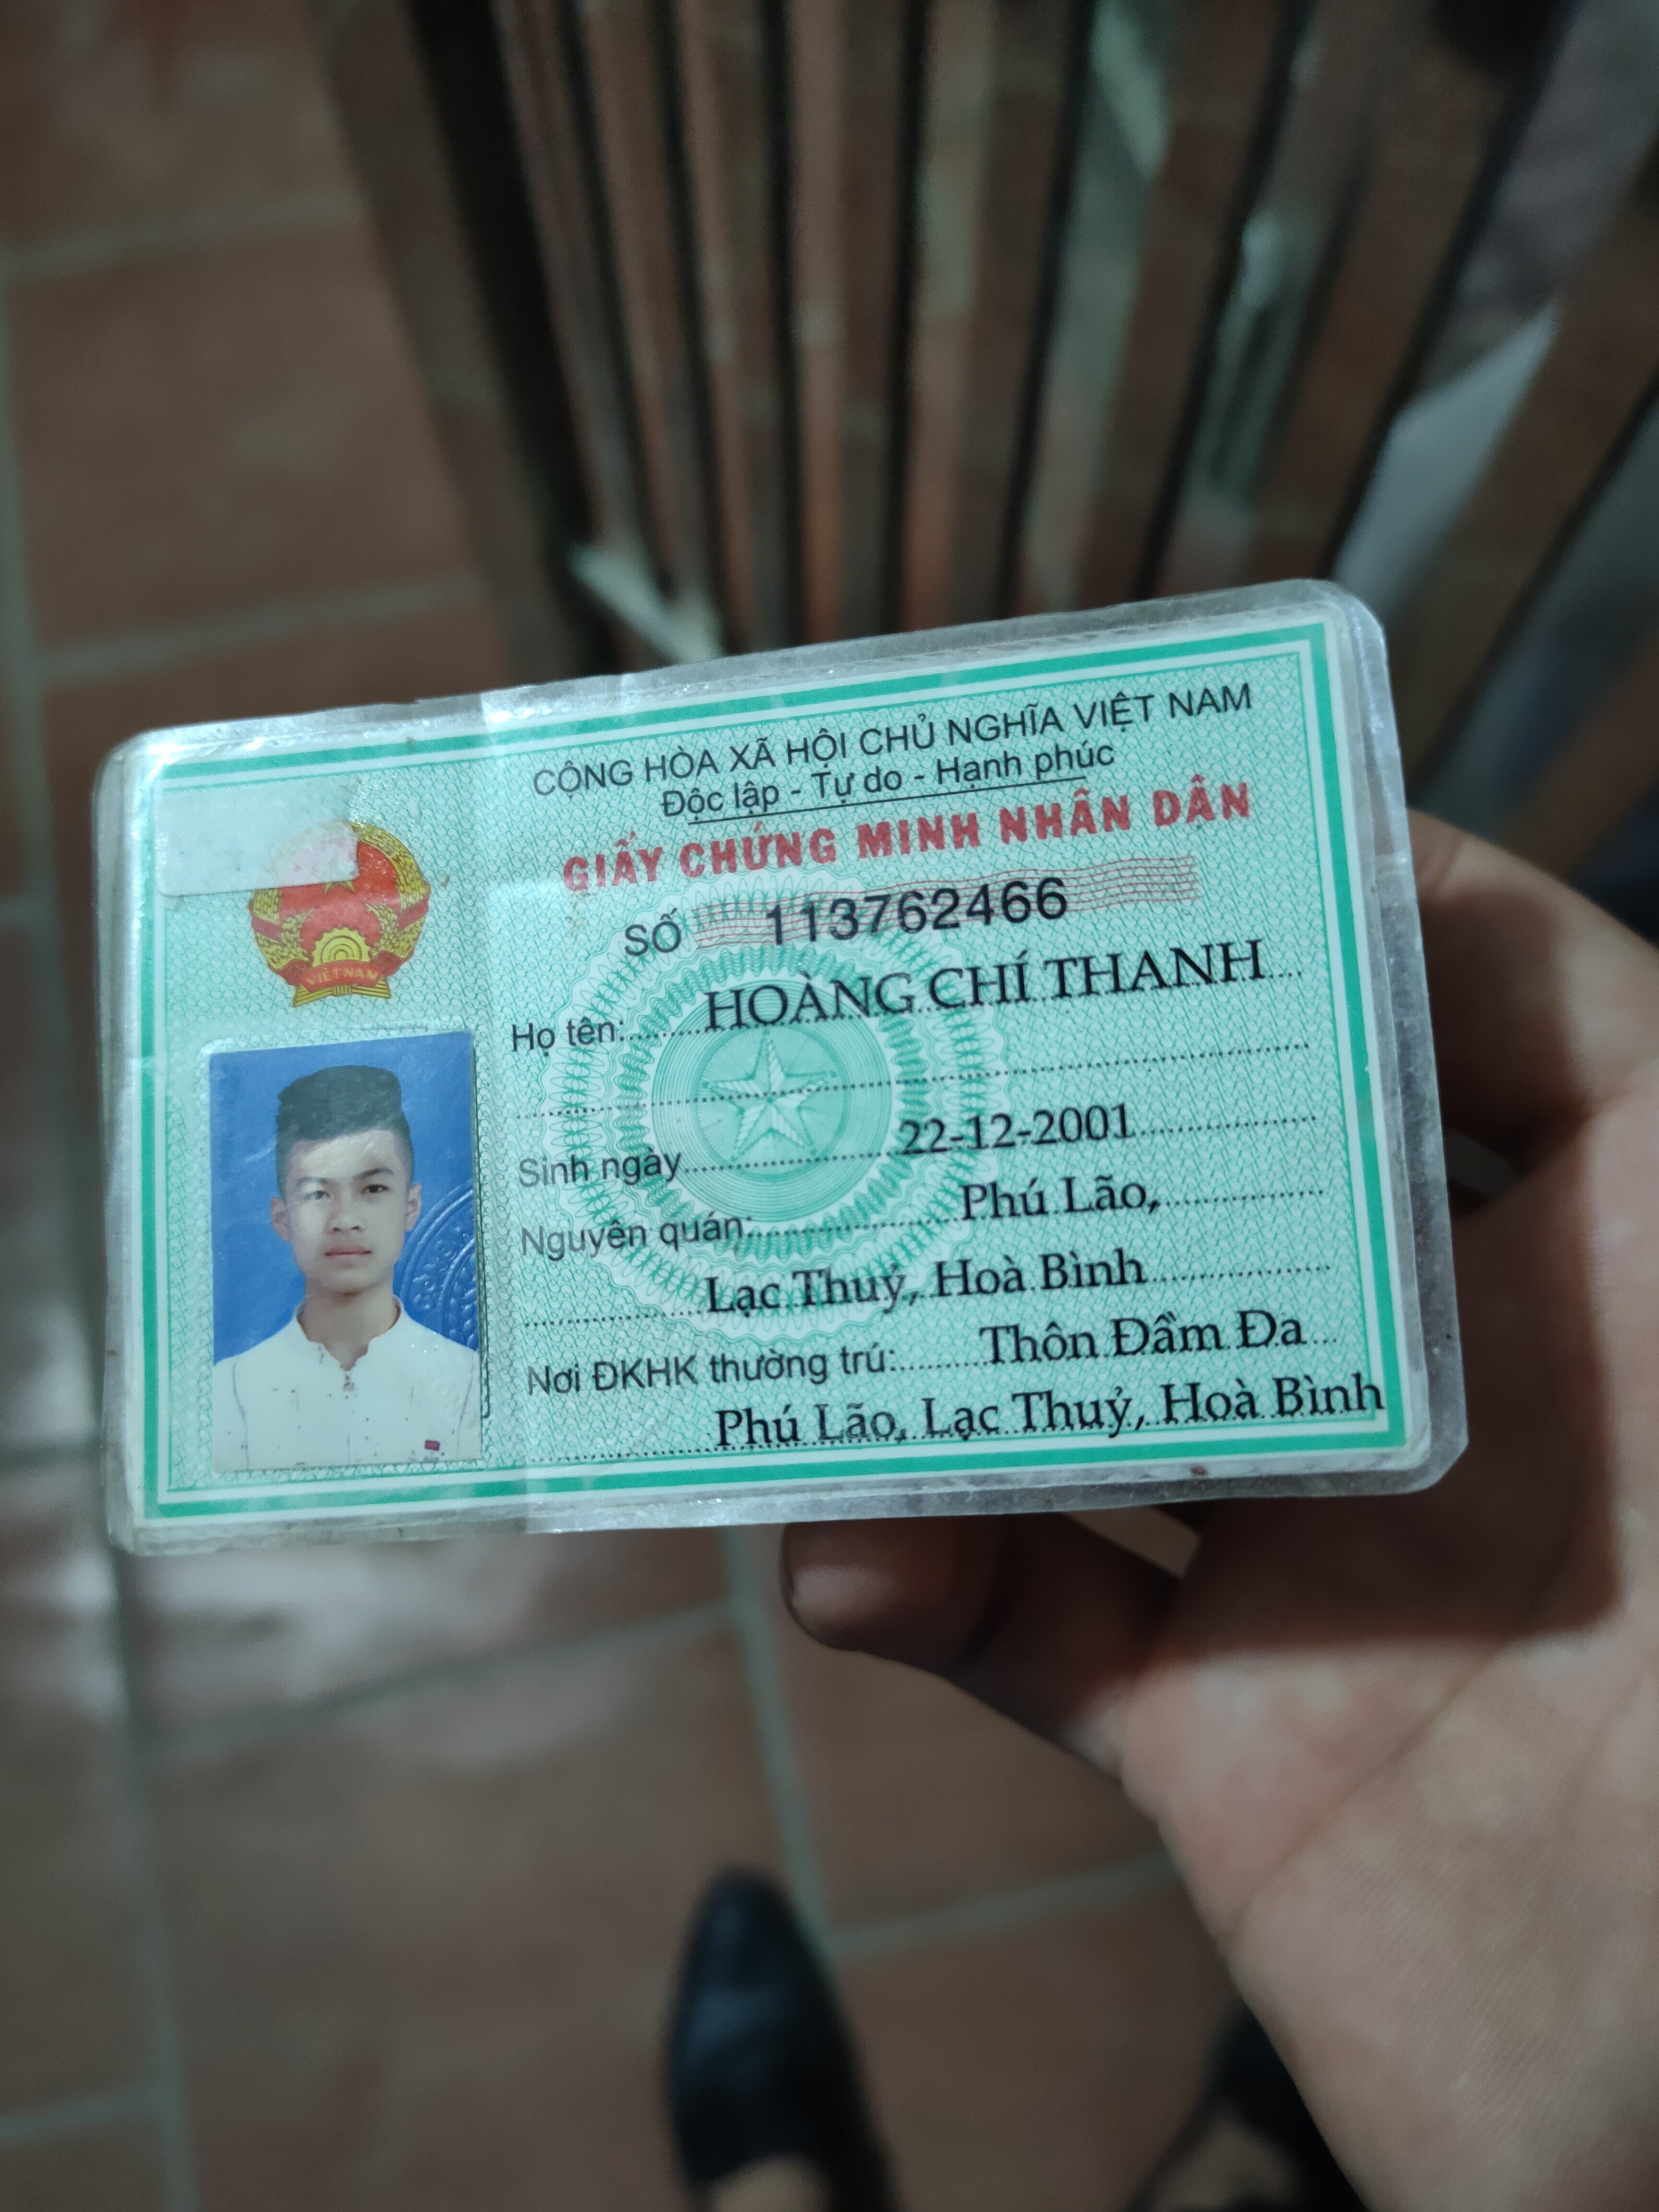 CỘNG HÒA XÃ HỘI CHỦ NGHĨA VIỆT NAM
Độc lập - Tự do - Hạnh phúc
GIẤY CHỨNG MINH NHÂN DÂN
SỐ 113762466
VIỆT NAM
Họ tên: HOÀNG CHÍ THANH
Sinh ngày 22-12-2001
Nguyên quán: Phú Lão,
Lạc Thuỷ, Hoà Bình
Nơi ĐKHK thường trú: Thôn Đầm Đa
Phú Lão, Lạc Thuỷ, Hoà Bình